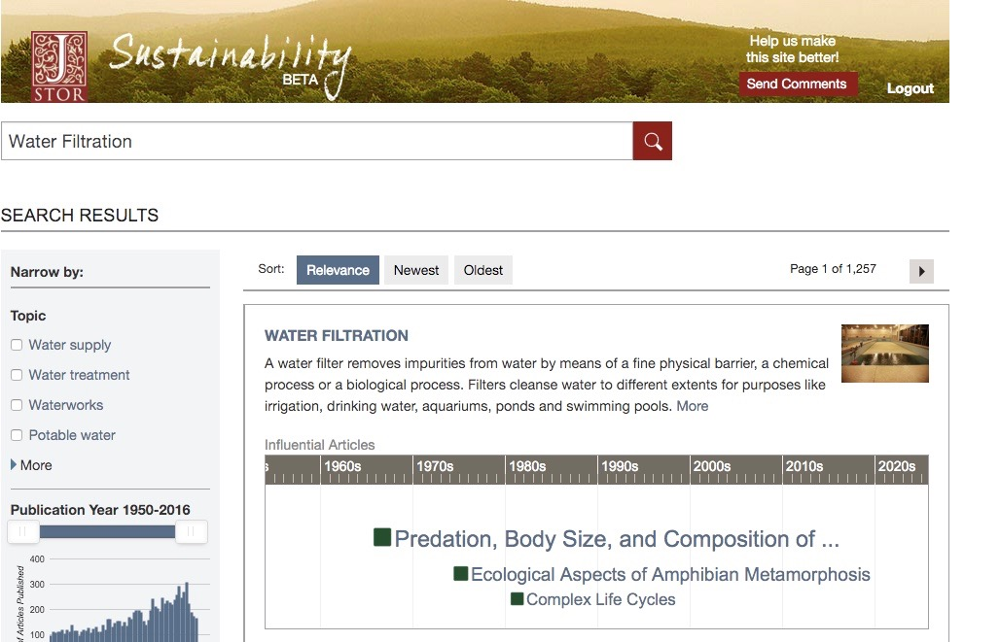 J
STOR
Sustainability
BETA
Help us make
this site better!
Send Comments
Logout
Water Filtration
SEARCH RESULTS
Narrow by:
Topic
Water supply
Water treatment
Waterworks
Potable water
More
Publication Year 1950-2016
400
300
200
100
of Articles Published
Sort: Relevance Newest Oldest Page 1 of 1,257
WATER FILTRATION
A water filter removes impurities from water by means of a fine physical barrier, a chemical
process or a biological process. Filters cleanse water to different extents for purposes like
irrigation, drinking water, aquariums, ponds and swimming pools. More
Influential Articles
s 1960s 1970s 1980s 1990s 2000s 2010s 2020s
Predation, Body Size, and Composition of ...
Ecological Aspects of Amphibian Metamorphosis
Complex Life Cycles